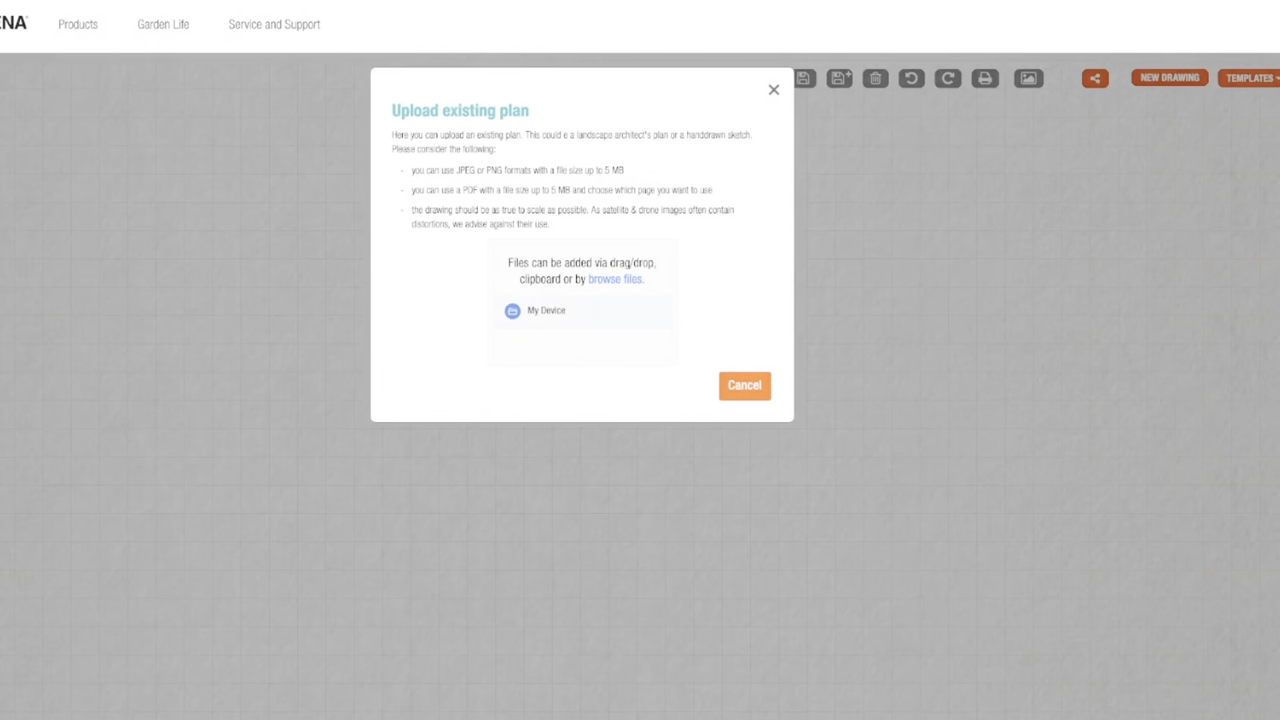 ENA
Products
Garden Life
Service and Support
NEW DRAWING
TEMPLATES
Upload existing plan
Here you can upload an existing plan. This could e a landscape architect's plan or a handdrawn sketch.
Please consider the following:
- you can use JPEG or PNG formats with a file size up to 5 MB
- you can use a PDF with a file size up to 5 MB and choose which page you want to use
- the drawing should be as true to scale as possible. As satellite & drone images often contain
distortions, we advise against their use.
Files can be added via drag/drop,
clipboard or by browse files.
My Device
Cancel